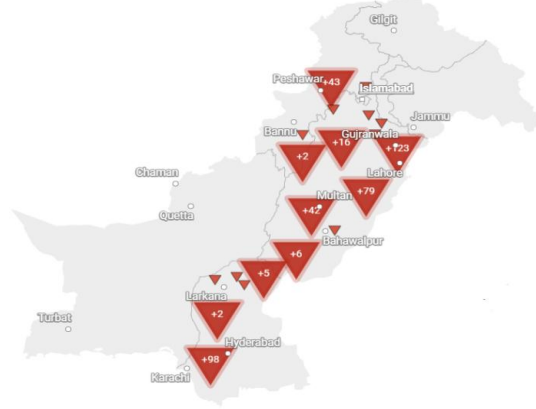 Gilgit
Peshawar
+43
Islamabad
Bannu
Jammu
Gujranwala
+16
+123
+2
Lahore
Chaman
+79
Multan
Quetta
+42
Bahawalpur
+6
+5
Larkana
+2
Turbat
Hyderabad
+98
Karachi